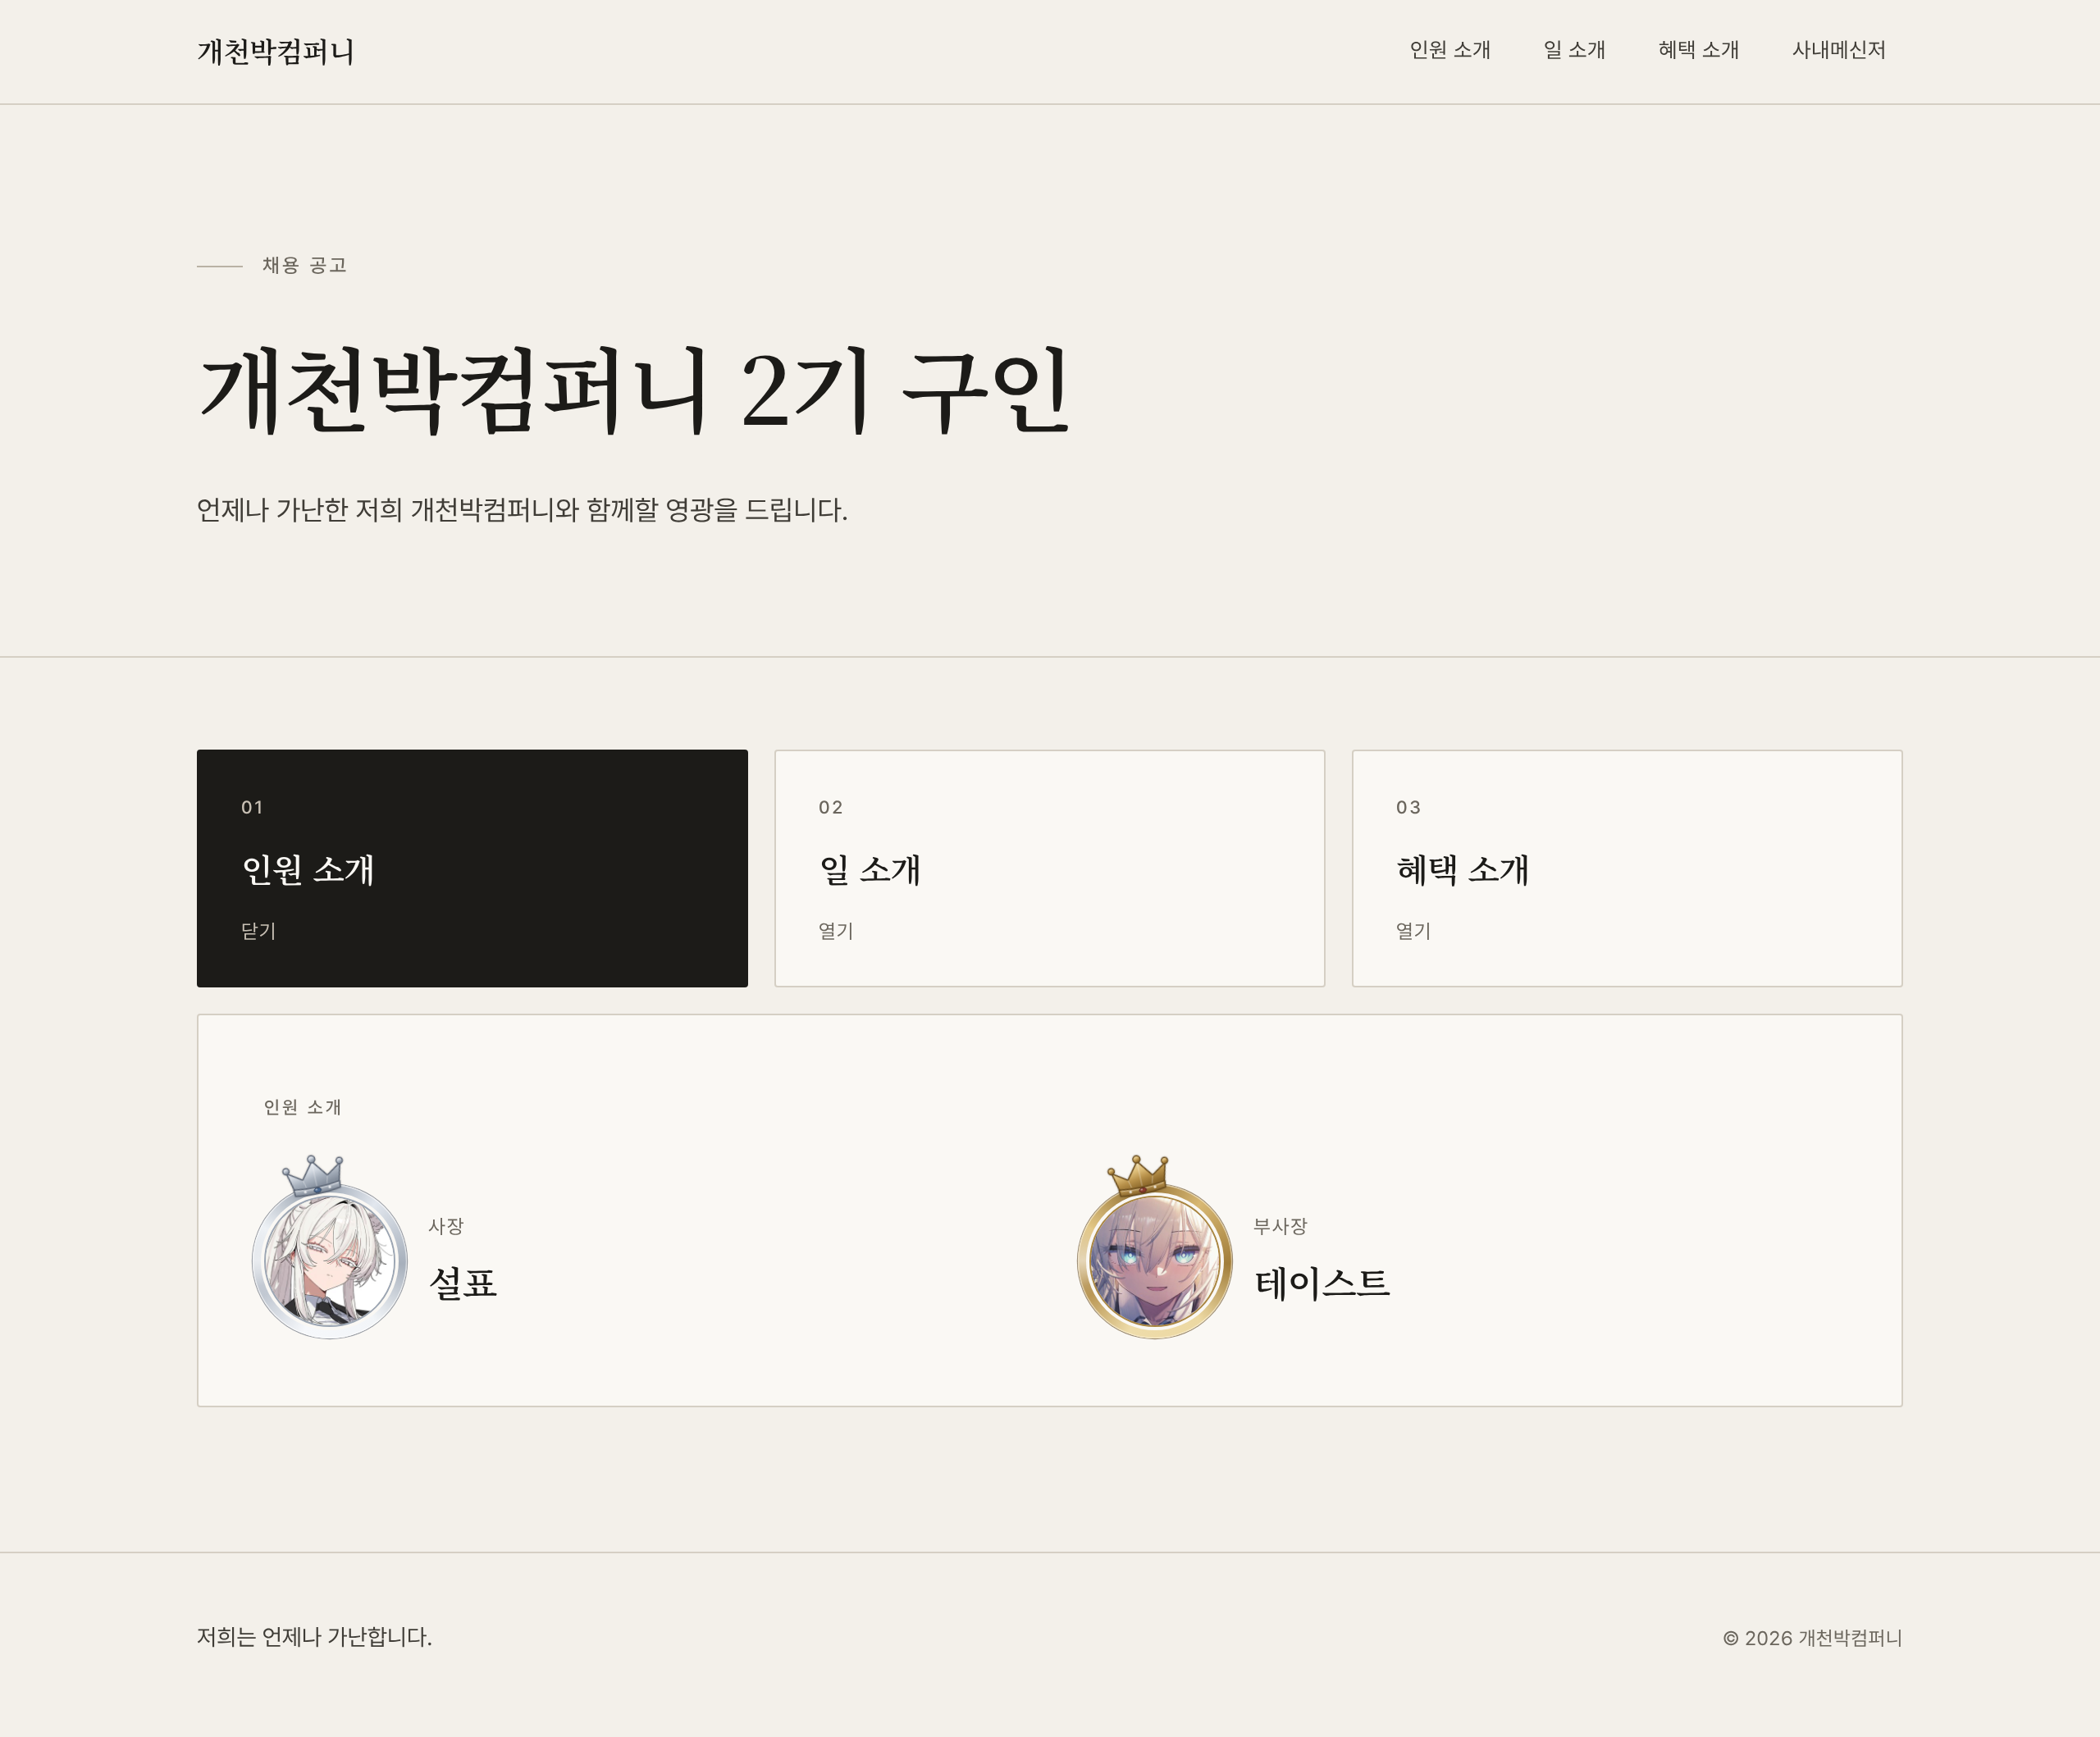 개천박컴퍼니
인원 소개 일 소개 혜택 소개 사내메신저
채용 공고
개천박컴퍼니 2기 구인
언제나 가난한 저희 개천박컴퍼니와 함께할 영광을 드립니다.
01
인원 소개
닫기
02
일 소개
열기
03
혜택 소개
열기
인원 소개
사장
설표
부사장
테이스트
저희는 언제나 가난합니다.
© 2026 개천박컴퍼니